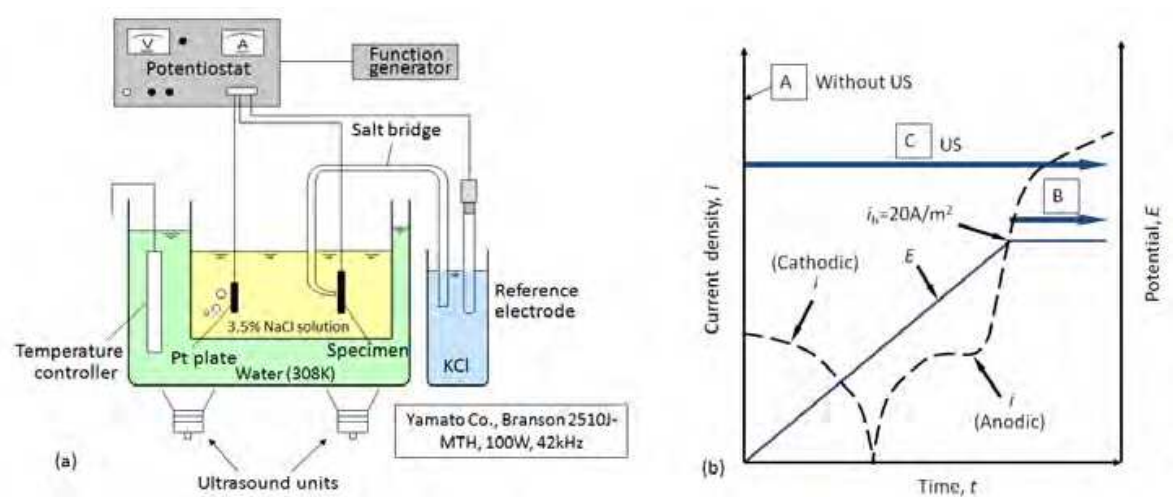 V
A
Potentiostat
Function
generator
Salt bridge
Reference
electrode
3.5% NaCl solution
Pt plate
Specimen
Temperature
controller
Water (308K)
KCl
Yamato Co., Branson 2510J-
MTH, 100W, 42kHz
(a)
Ultrasound units
A
Without US
C
US
B
iₕ=20A/m²
E
(Cathodic)
i
i
(Anodic)
Current density, i
Potential, E
(b)
Time, t